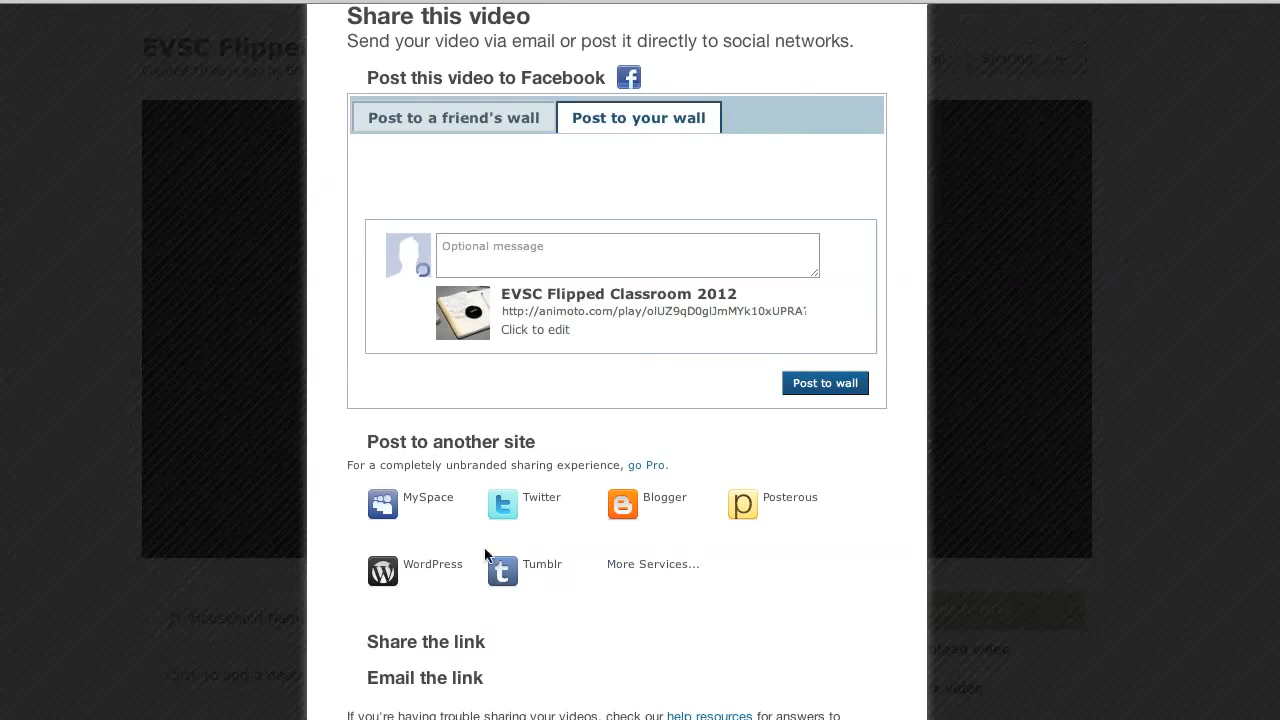 Share this video
Send your video via email or post it directly to social networks.
Post this video to Facebook
Post to a friend's wall
Post to your wall
Optional message
EVSC Flipped Classroom 2012
Click to edit
Post to wall
Post to another site
For a completely unbranded sharing experience, go Pro.
MySpace
Twitter
Blogger
Posterous
WordPress
Tumblr
More Services...
Share the link
Email the link
If you're having trouble sharing your videos, check our help resources for answers to
EVSC Flippe